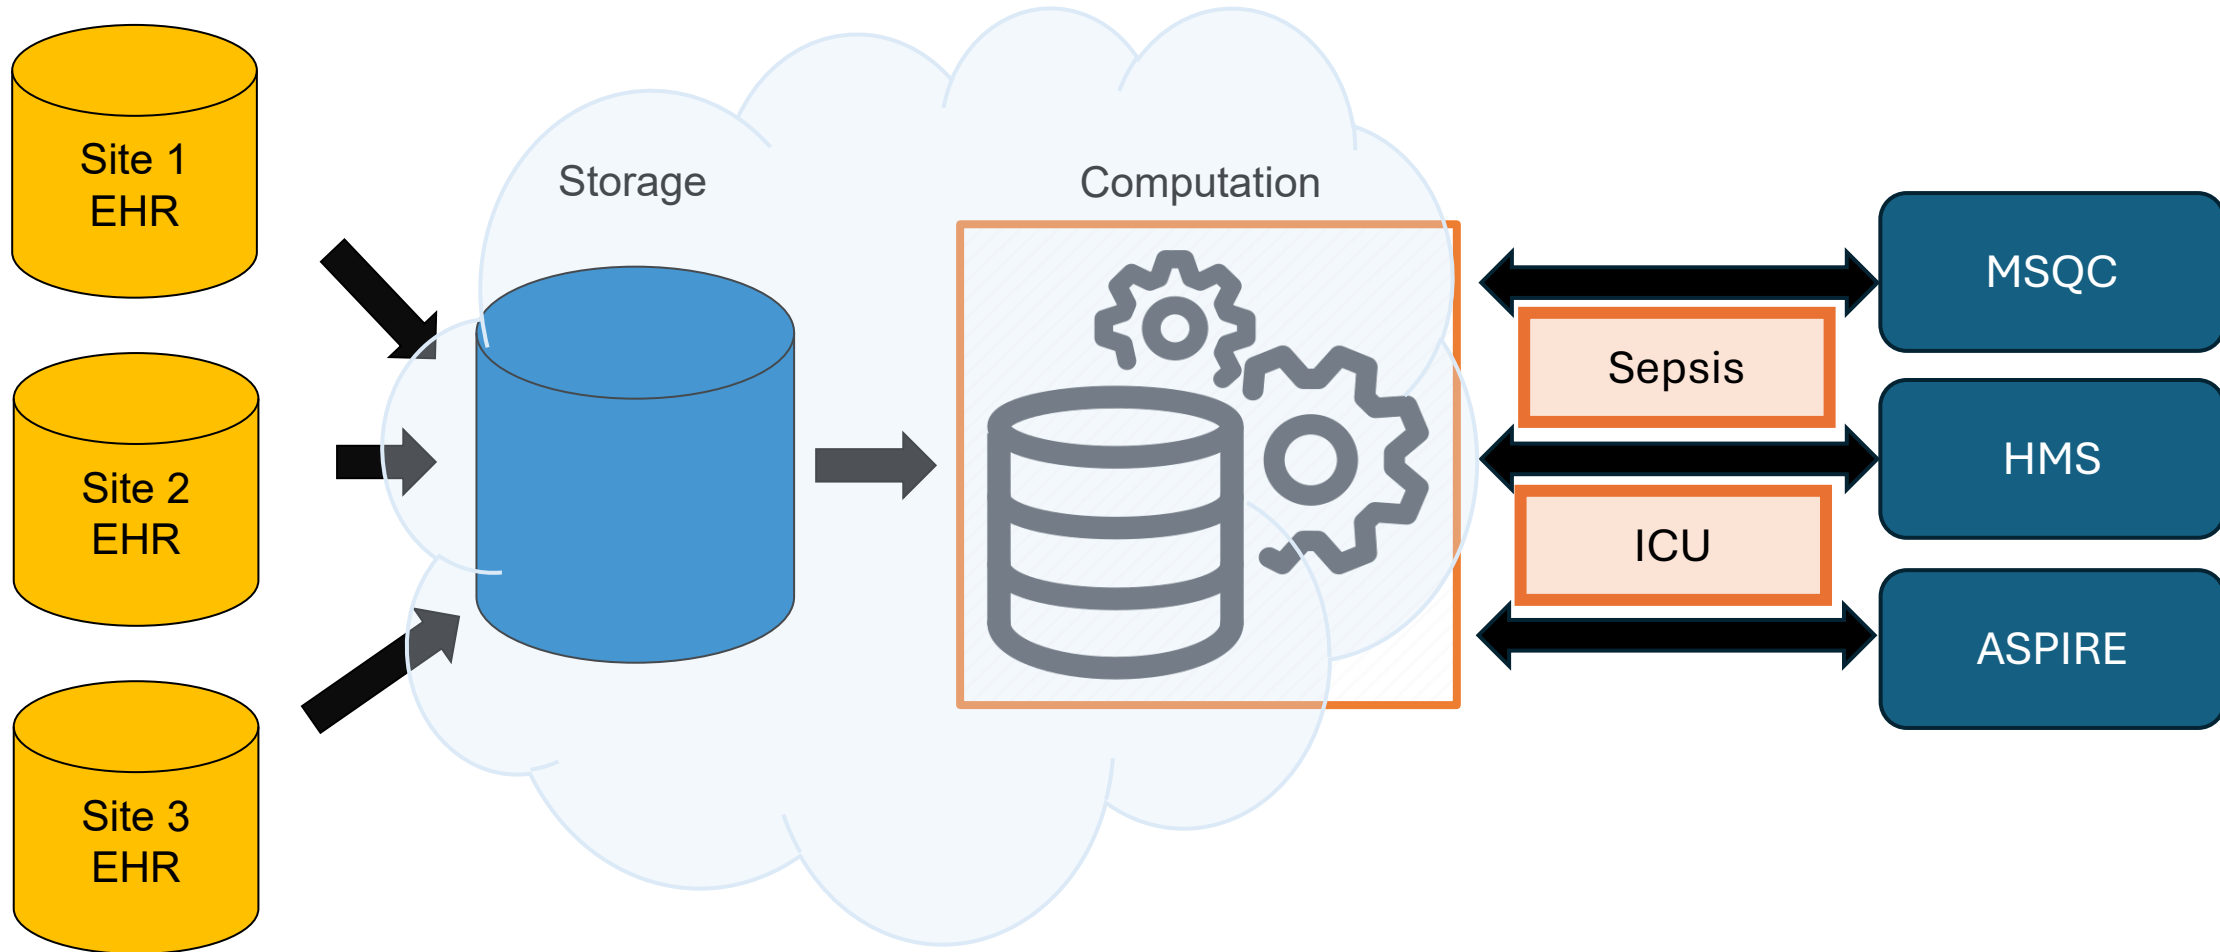 Site 1
EHR
Site 2
EHR
Site 3
EHR
Storage
Computation
Sepsis
ICU
MSQC
HMS
ASPIRE